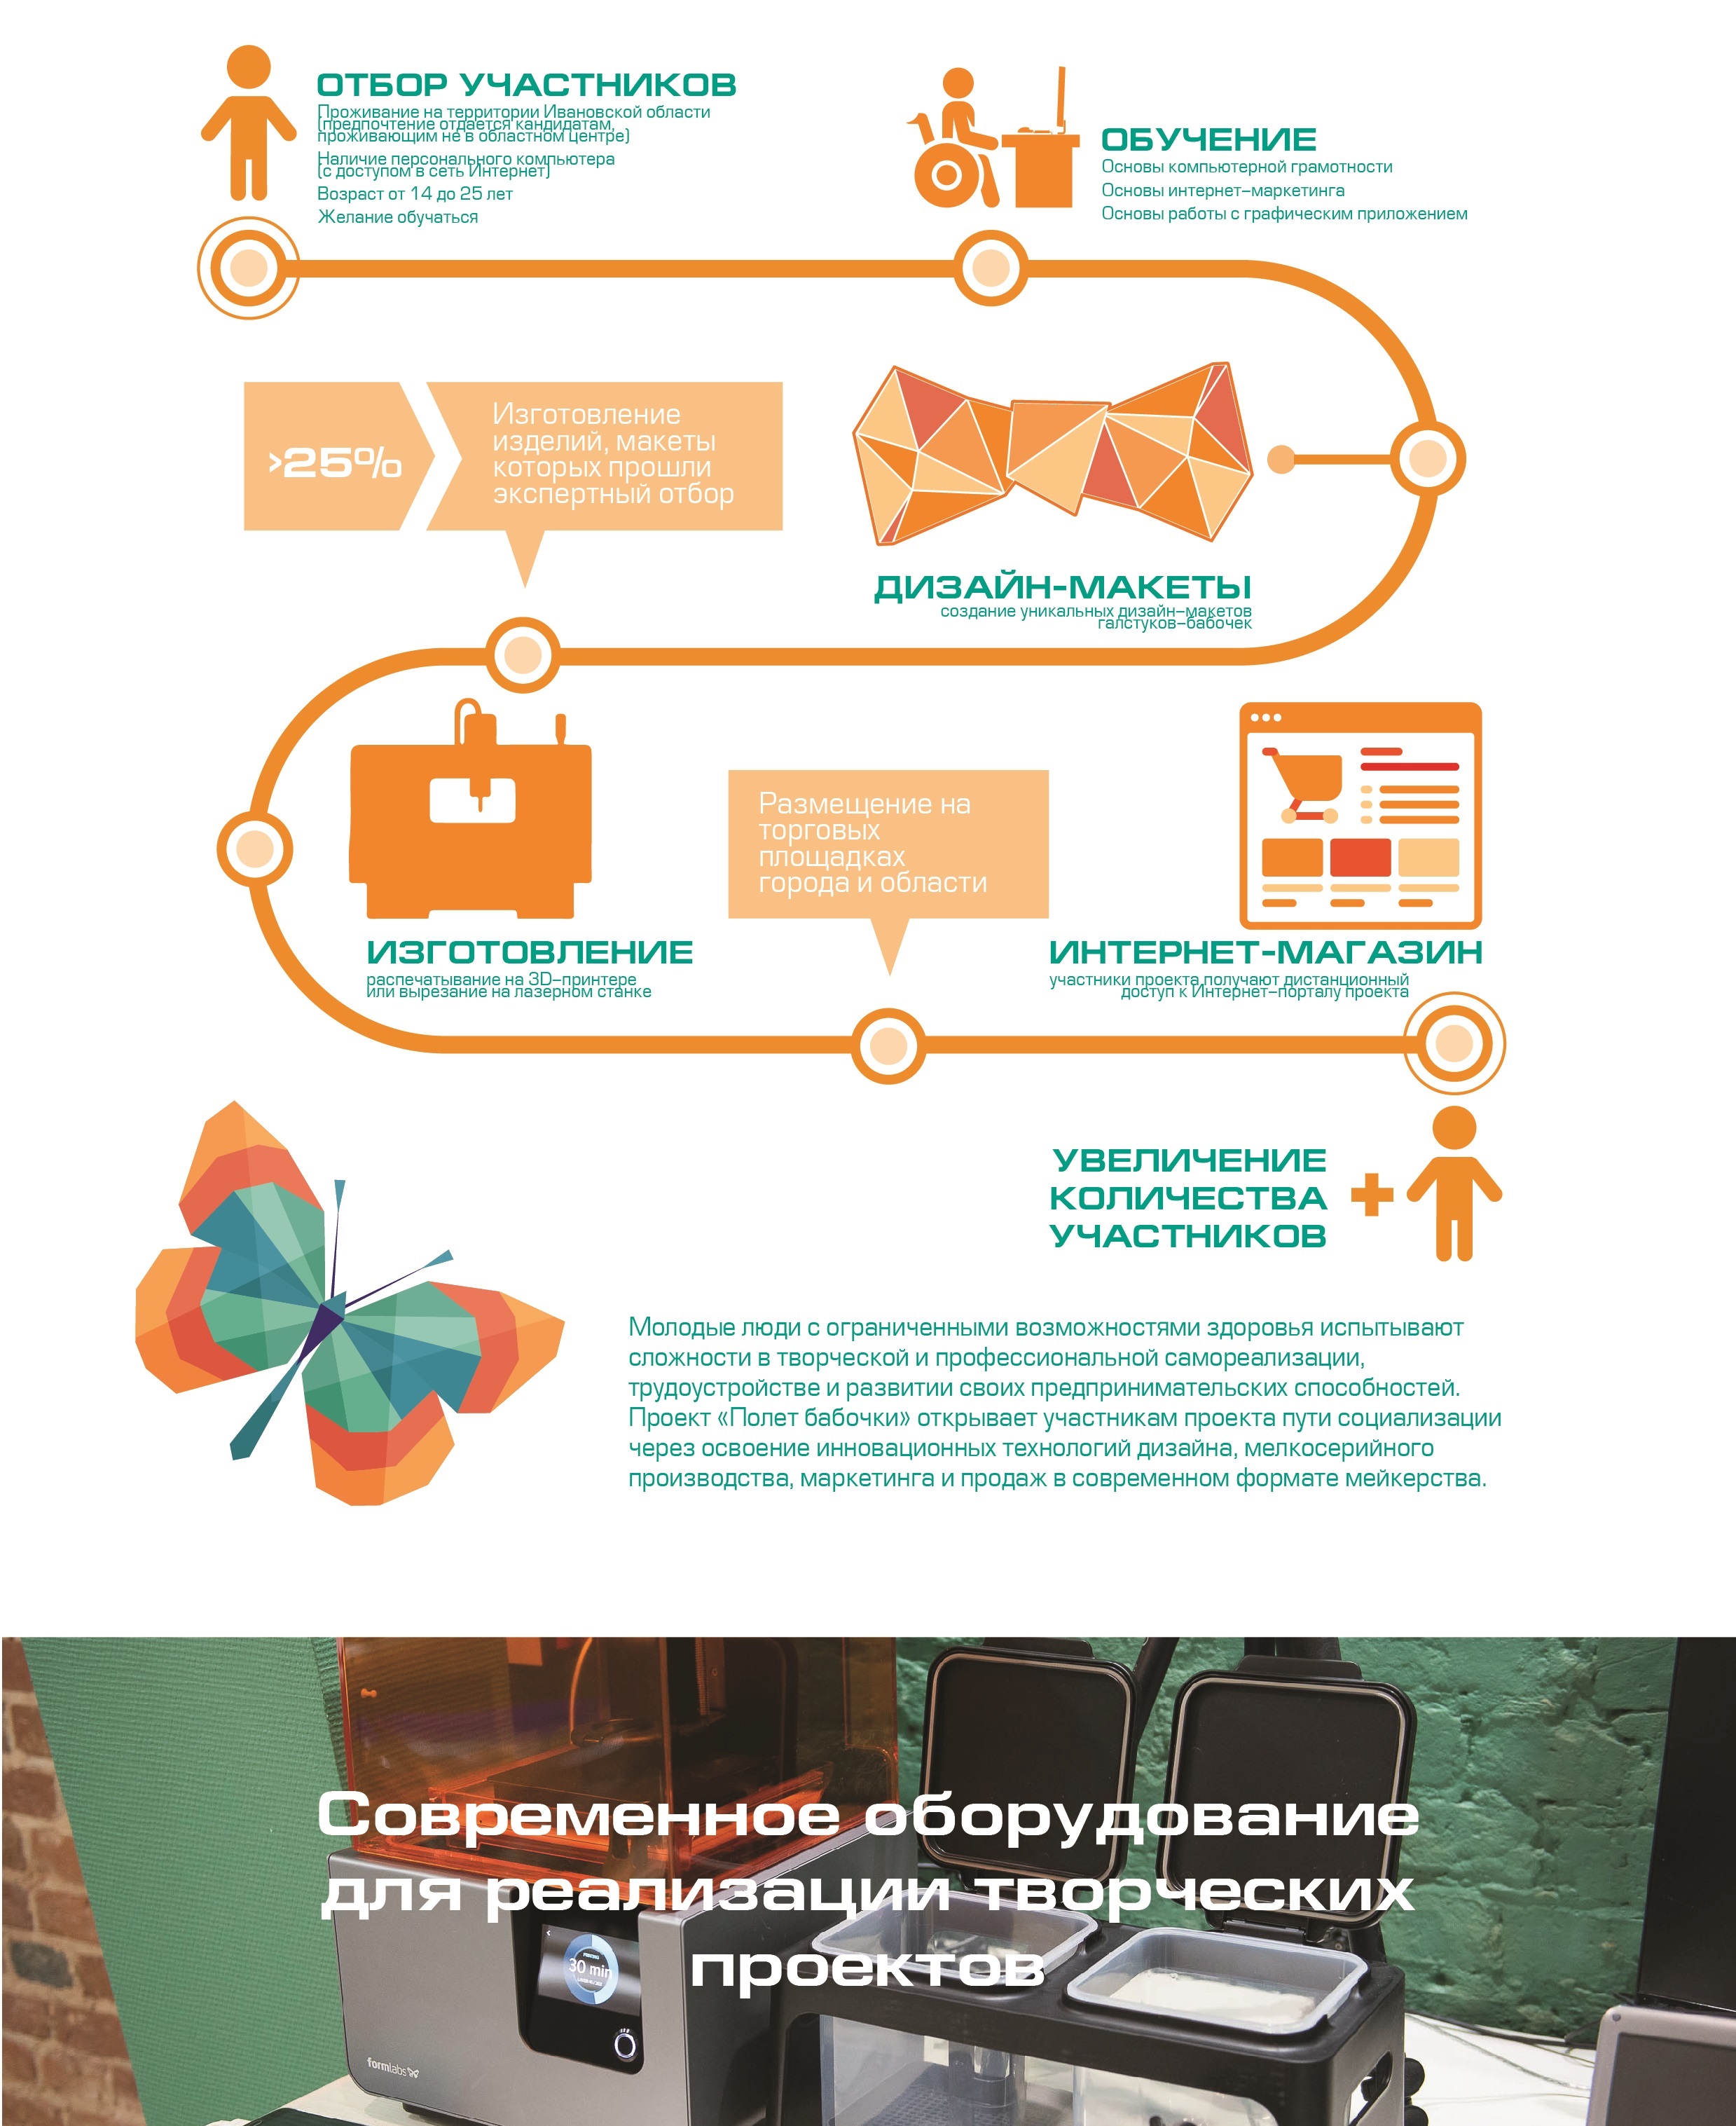 ОТБОР УЧАСТНИКОВ
Проживание на территории Ивановской области
(предпочтение отдается кандидатам,
проживающим не в областном центре)
Наличие персонального компьютера
(с доступом в сеть Интернет)
Возраст от 14 до 25 лет
Желание обучаться
ОБУЧЕНИЕ
Основы компьютерной грамотности
Основы интернет-маркетинга
Основы работы с графическим приложением
>25%
Изготовление
изделий, макеты
которых прошли
экспертный отбор
ДИЗАЙН-МАКЕТЫ
создание уникальных дизайн-макетов
галстуков-бабочек
Размещение на
торговых
площадках
города и области
ИЗГОТОВЛЕНИЕ
распечатывание на 3D-принтере
или вырезание на лазерном станке
ИНТЕРНЕТ-МАГАЗИН
участники проекта получают дистанционный
доступ к Интернет-порталу проекта
УВЕЛИЧЕНИЕ
КОЛИЧЕСТВА
УЧАСТНИКОВ
Молодые люди с ограниченными возможностями здоровья испытывают
сложности в творческой и профессиональной самореализации,
трудоустройстве и развитии своих предпринимательских способностей.
Проект «Полет бабочки» открывает участникам проекта пути социализации
через освоение инновационных технологий дизайна, мелкосерийного
производства, маркетинга и продаж в современном формате мейкерства.
Современное оборудование
для реализации творческих
проектов
30 min
formlabs